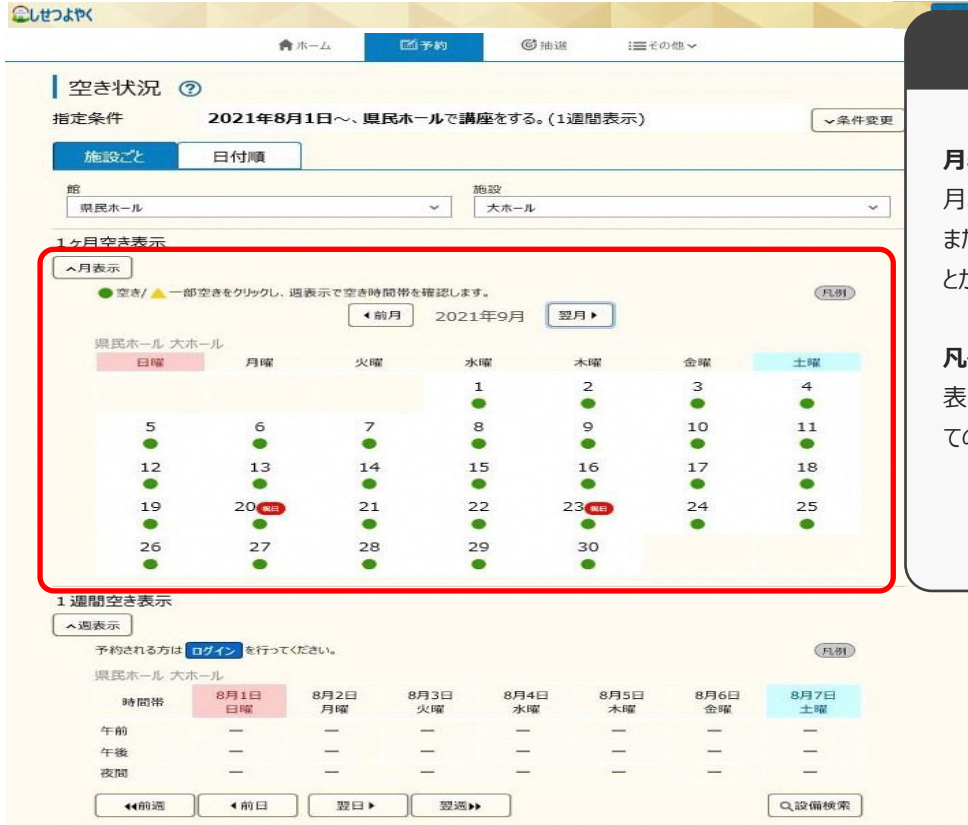 しせつよやく
ホーム 予約 抽選 その他
空き状況 ?
指定条件 2021年8月1日～、県民ホールで講座をする。(1週間表示) 条件変更
施設ごと 日付順
館 施設
県民ホール 大ホール
1ヶ月空き表示
月表示
空き/ 一部空きをクリックし、週表示で空き時間帯を確認します。 凡例
前月 2021年9月 翌月
県民ホール 大ホール
日曜 月曜 火曜 水曜 木曜 金曜 土曜
1 2 3 4
5 6 7 8 9 10 11
12 13 14 15 16 17 18
19 20 祝日 21 22 23 祝日 24 25
26 27 28 29 30
1週間空き表示
週表示
予約される方は ログイン を行ってください。 凡例
県民ホール 大ホール
時間帯 8月1日 8月2日 8月3日 8月4日 8月5日 8月6日 8月7日
日曜 月曜 火曜 水曜 木曜 金曜 土曜
午前 － － － － － － －
午後 － － － － － － －
夜間 － － － － － － －
前週 前日 翌日 翌週 設備検索
月
月
ま
と
凡
表
ての